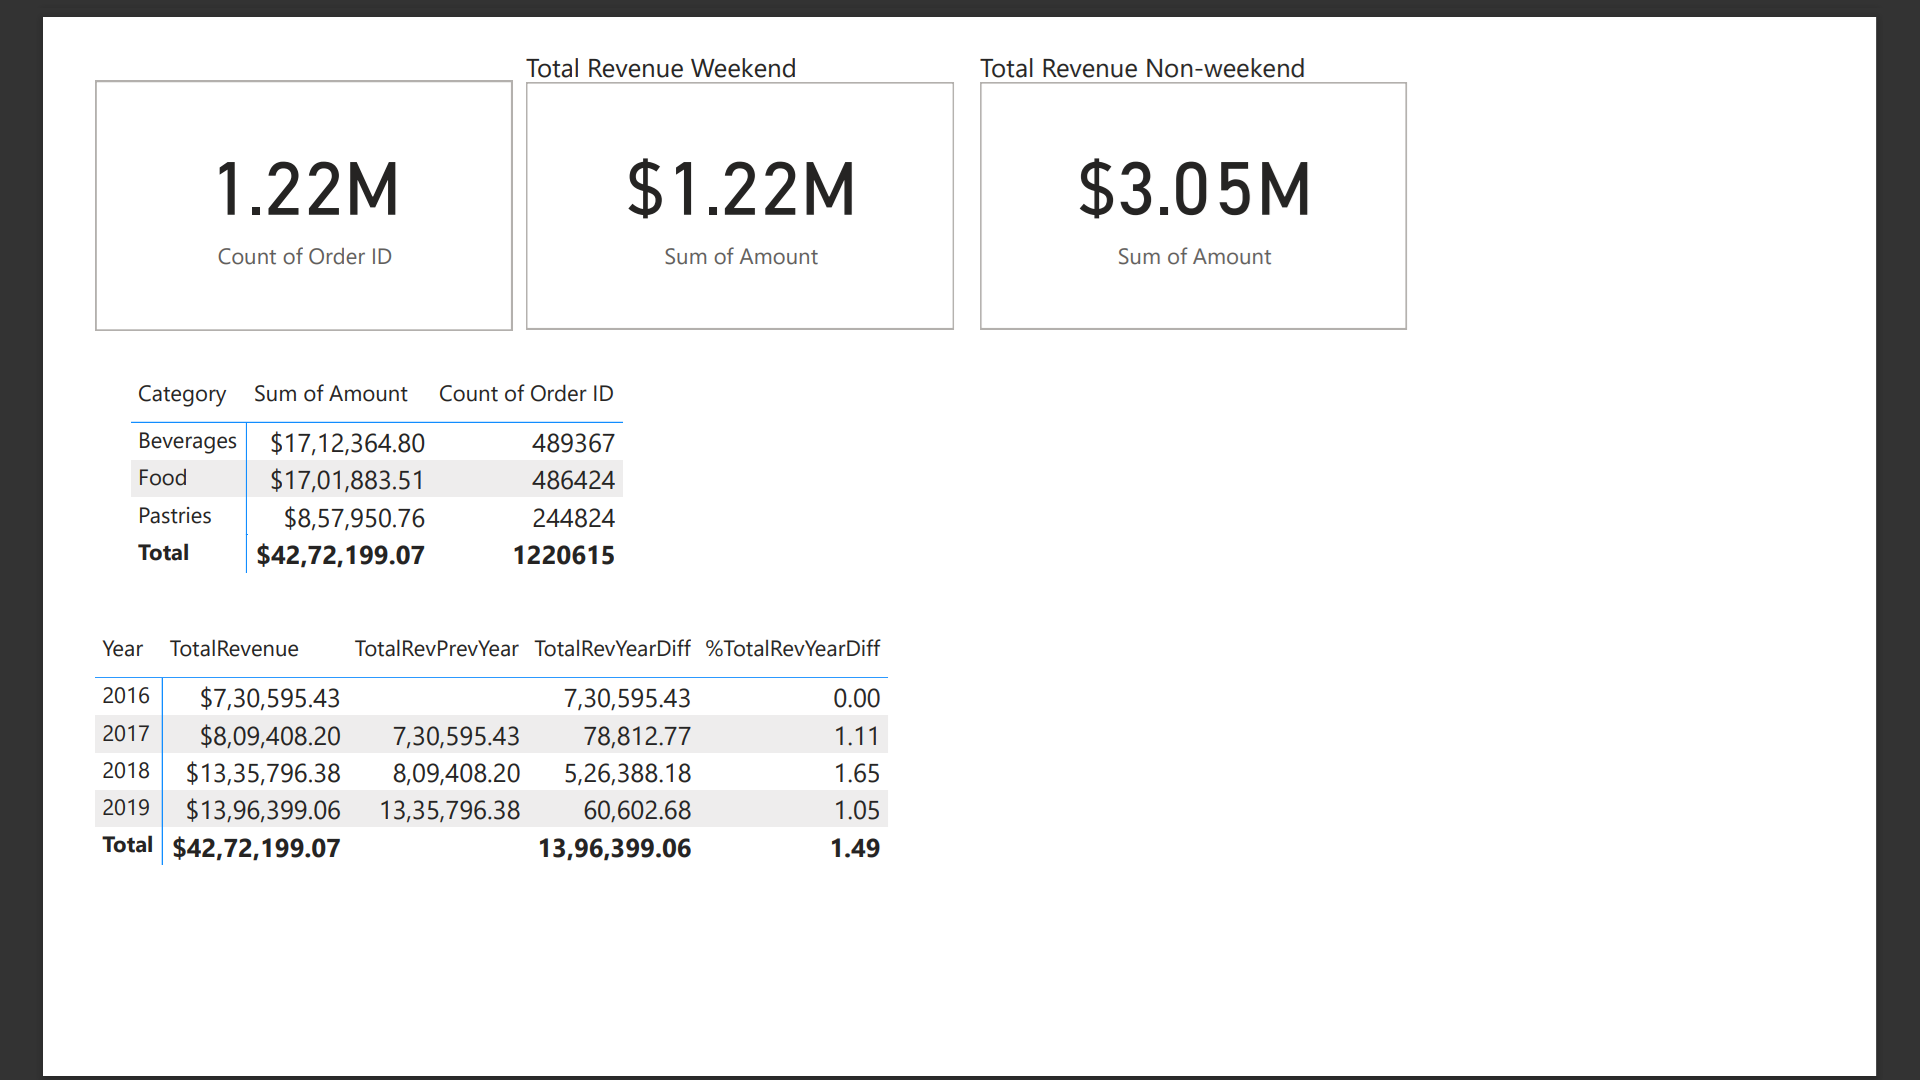 Total Revenue Weekend
Total Revenue Non-weekend
1.22M
Count of Order ID
$1.22M
Sum of Amount
$3.05M
Sum of Amount
Category Sum of Amount Count of Order ID
Beverages $17,12,364.80 489367
Food $17,01,883.51 486424
Pastries $8,57,950.76 244824
Total $42,72,199.07 1220615
Year TotalRevenue TotalRevPrevYear TotalRevYearDiff %TotalRevYearDiff
2016 $7,30,595.43 7,30,595.43 0.00
2017 $8,09,408.20 7,30,595.43 78,812.77 1.11
2018 $13,35,796.38 8,09,408.20 5,26,388.18 1.65
2019 $13,96,399.06 13,35,796.38 60,602.68 1.05
Total $42,72,199.07 13,96,399.06 1.49